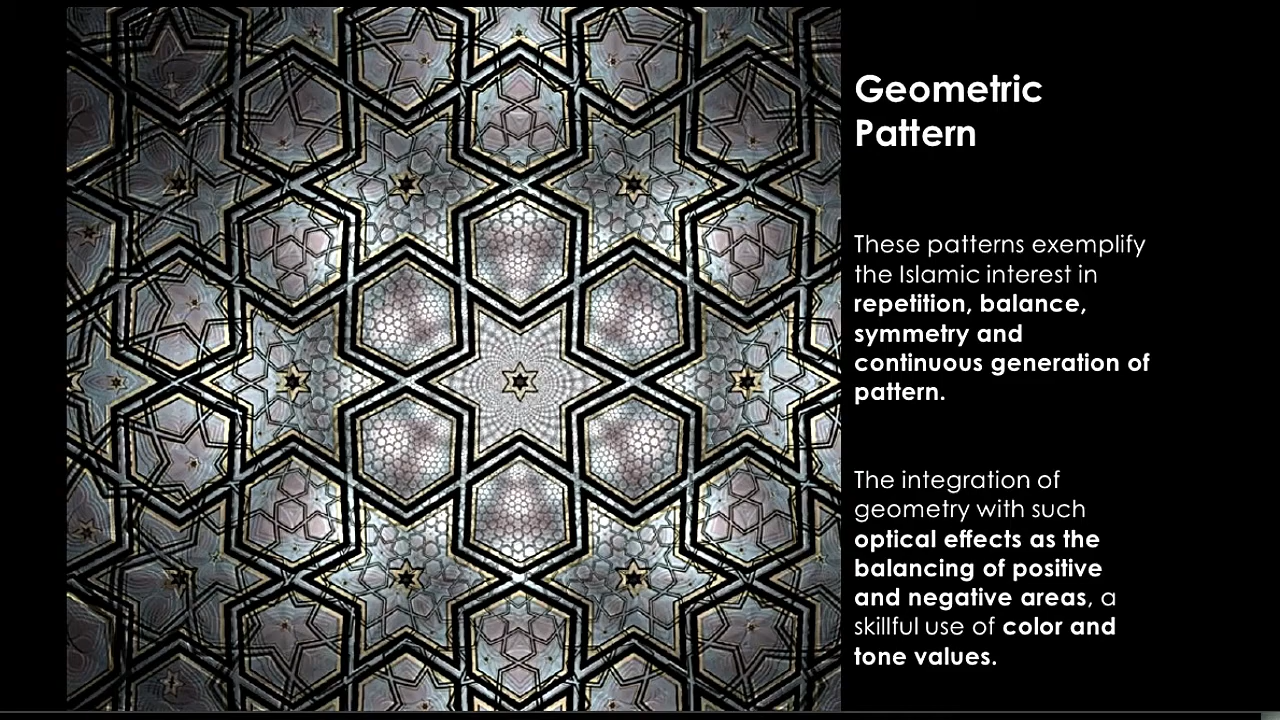 Geometric
Pattern
These patterns exemplify
the Islamic interest in
repetition, balance,
symmetry and
continuous generation of
pattern.
The integration of
geometry with such
optical effects as the
balancing of positive
and negative areas, a
skillful use of color and
tone values.